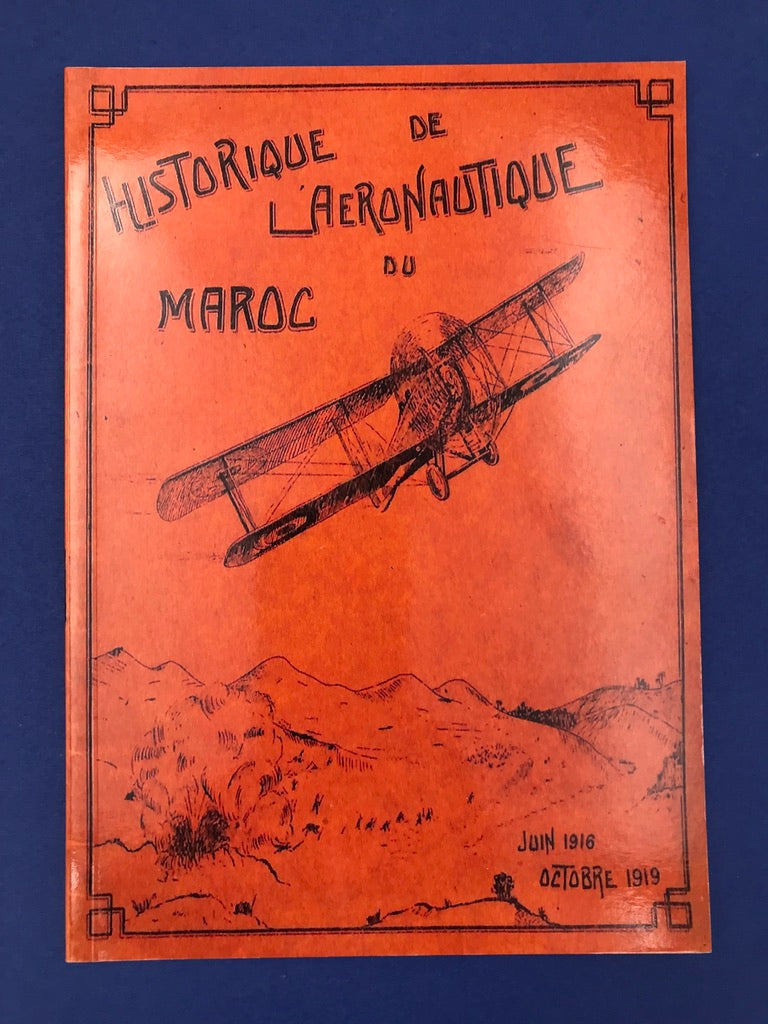 HISTORIQUE DE
L'AERONAUTIQUE
DU
MAROC
JUIN 1916
OCTOBRE 1919